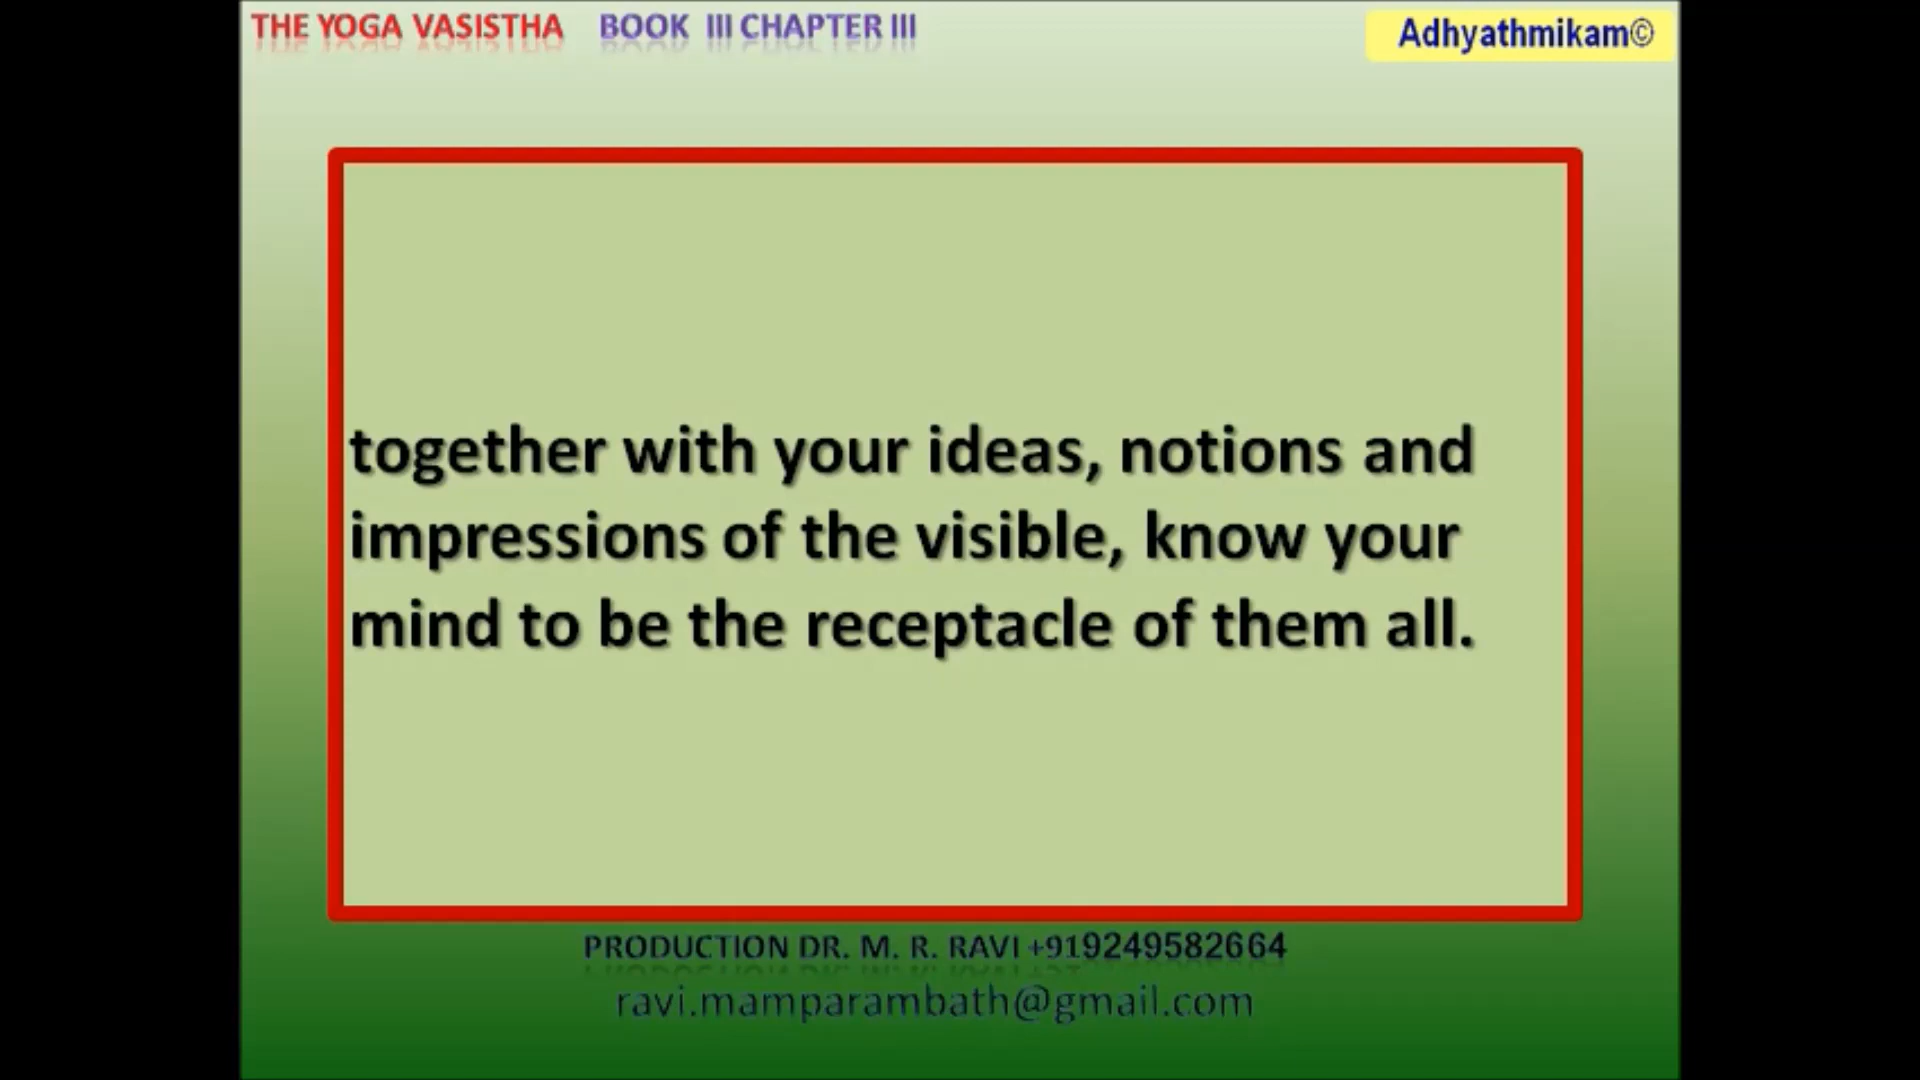 THE YOGA VASISTHA BOOK III CHAPTER III
Adhyathmikam©
together with your ideas, notions and
impressions of the visible, know your
mind to be the receptacle of them all.
PRODUCTION DR. M. R. RAVI +919249582664
ravi.mamparambath@gmail.com